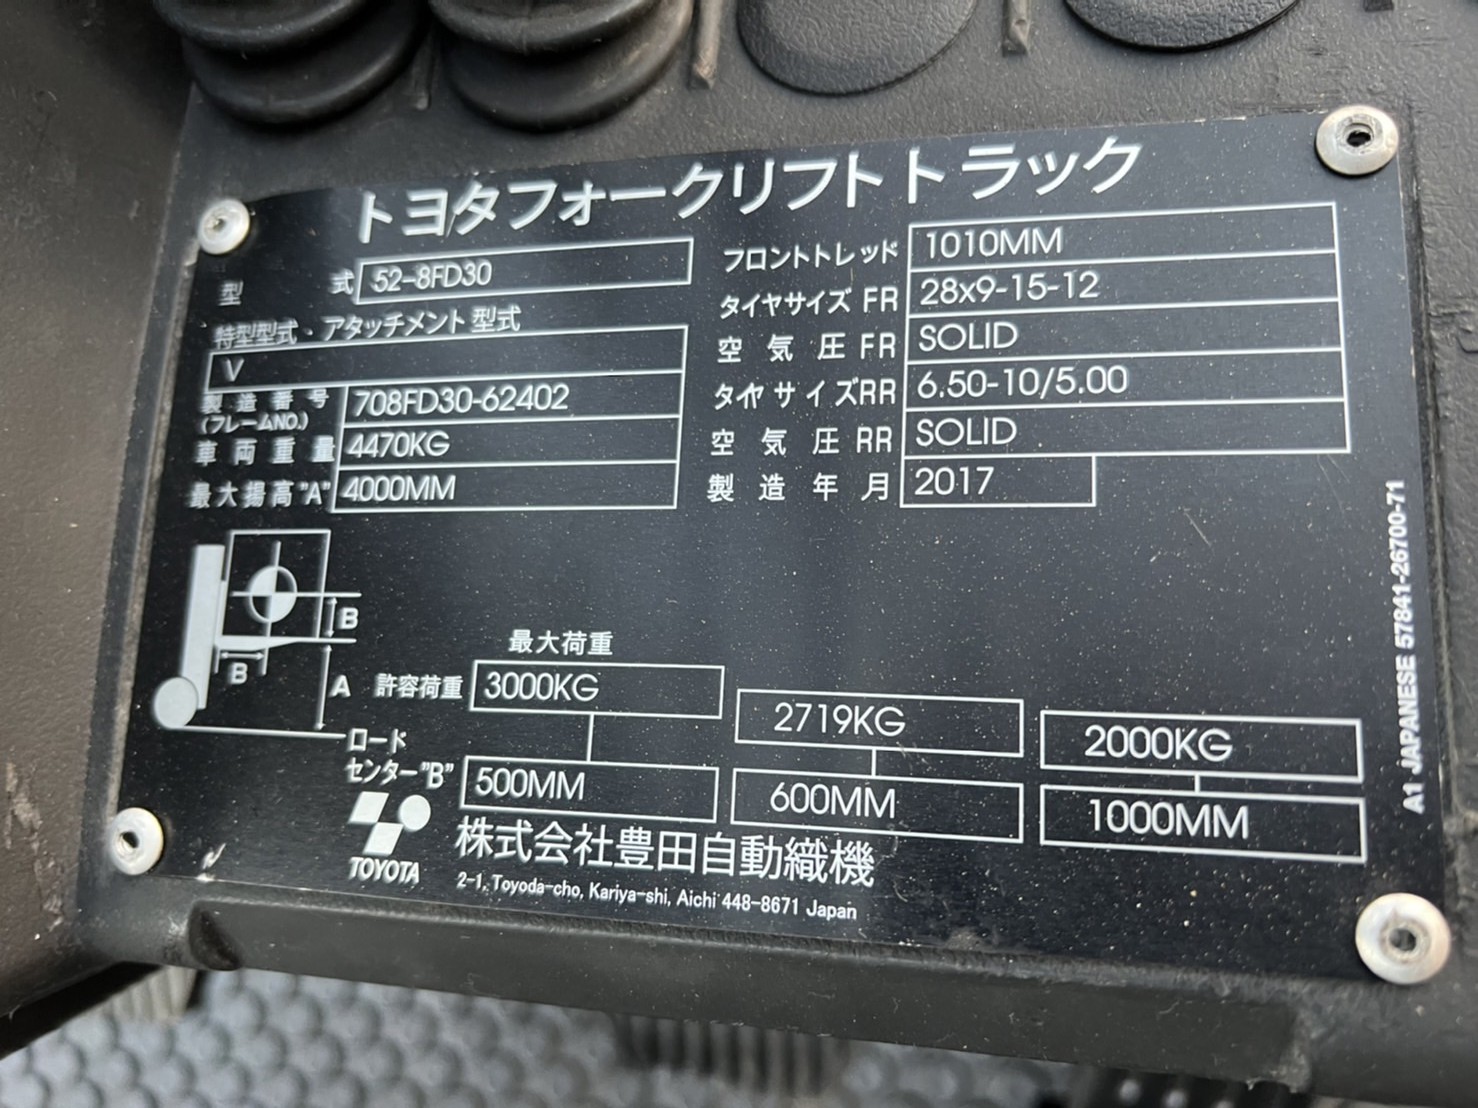 トヨタフォークリフトトラック
型 式 52-8FD30
特型型式・アタッチメント型式
V
製造番号 708FD30-62402
(フレームNO.)
車両重量 4470KG
最大揚高"A" 4000MM
フロントトレッド 1010MM
タイヤサイズ FR 28x9-15-12
空気圧FR SOLID
タイヤサイズRR 6.50-10/5.00
空気圧RR SOLID
製造年月 2017
B
B
A
最大荷重
許容荷重 3000KG 2719KG 2000KG
ロード
センター"B" 500MM 600MM 1000MM
TOYOTA
株式会社豊田自動織機
2-1, Toyoda-cho, Kariya-shi, Aichi 448-8671 Japan
A1 JAPANESE 57841-26700-71